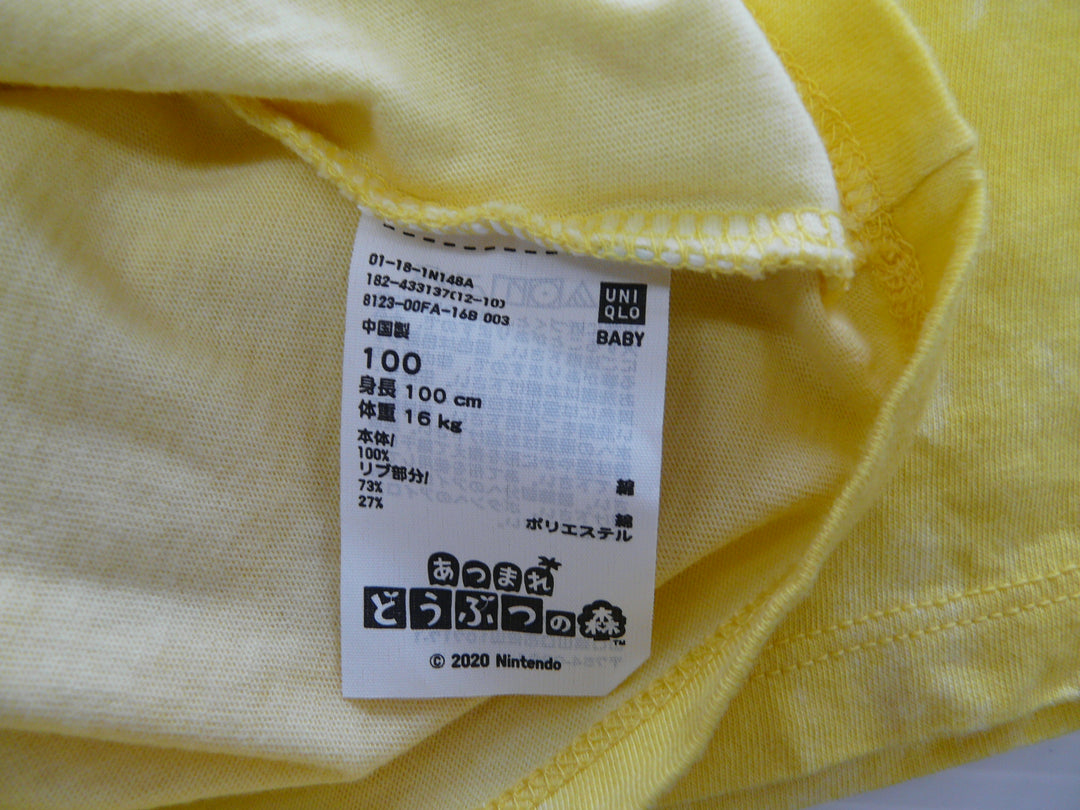 01-18-1N148A
182-433137(12-10)
8123-00FA-16B 003
UNI
QLO
BABY
中国製
100
身長 100 cm
体重 16 kg
本体/
100% 綿
リブ部分/
73% 綿
27% ポリエステル
あつまれ
どうぶつの森™
© 2020 Nintendo